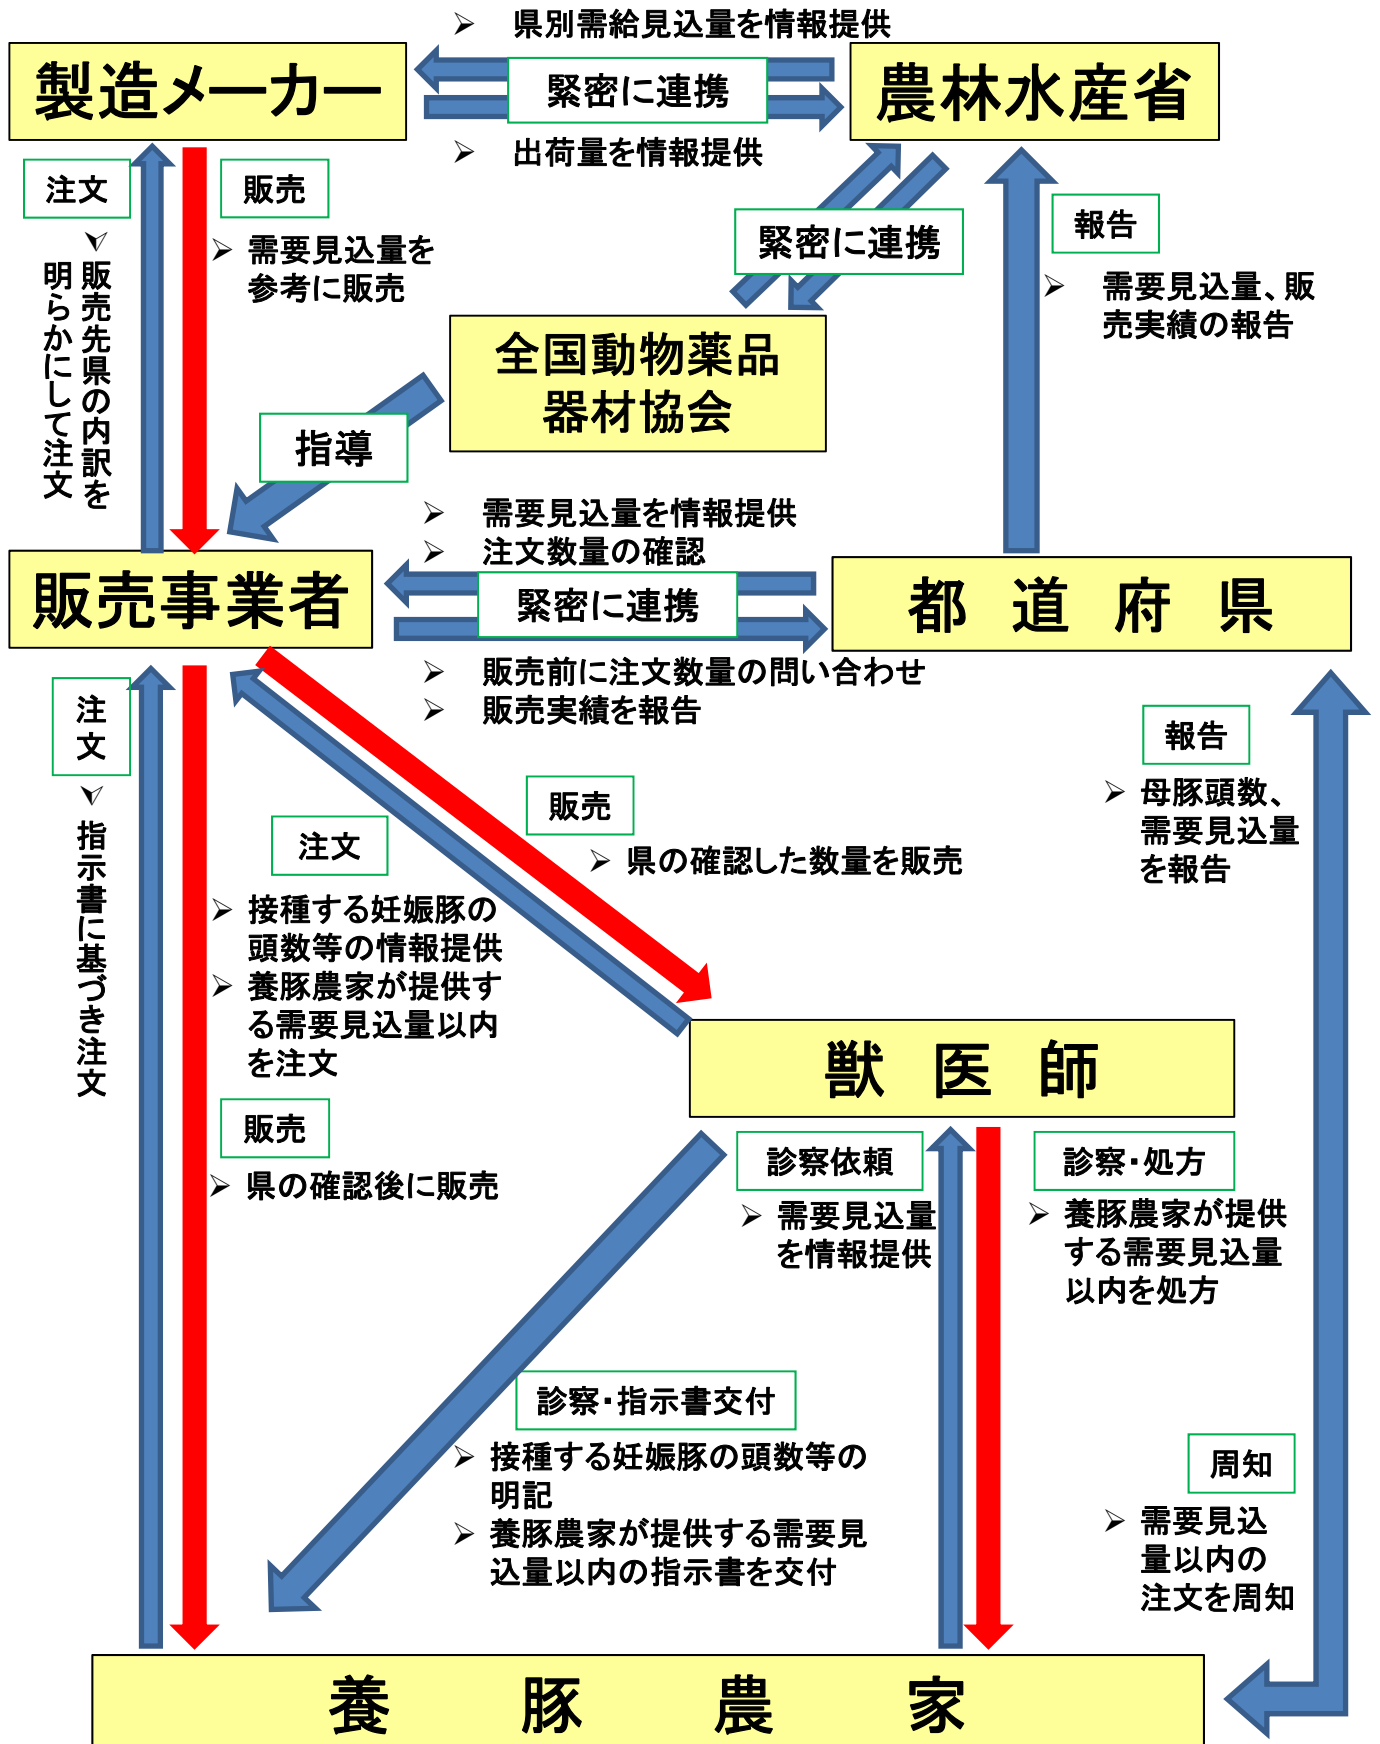 県別需給見込量を情報提供
製造メーカー
緊密に連携
農林水産省
出荷量を情報提供
注文
販売
販売先県の内訳を
明らかにして注文
需要見込量を
参考に販売
緊密に連携
報告
需要見込量、販
売実績の報告
全国動物薬品
器材協会
指導
需要見込量を情報提供
注文数量の確認
販売事業者
緊密に連携
都道府県
販売前に注文数量の問い合わせ
販売実績を報告
注
文
指示書に基づき注文
販売
県の確認した数量を販売
注文
接種する妊娠豚の
頭数等の情報提供
養豚農家が提供す
る需要見込量以内
を注文
報告
母豚頭数、
需要見込量
を報告
獣医師
販売
県の確認後に販売
診察依頼
需要見込量
を情報提供
診察・処方
養豚農家が提供
する需要見込量
以内を処方
診察・指示書交付
接種する妊娠豚の頭数等の
明記
養豚農家が提供する需要見
込量以内の指示書を交付
周知
需要見込
量以内の
注文を周知
養豚農家